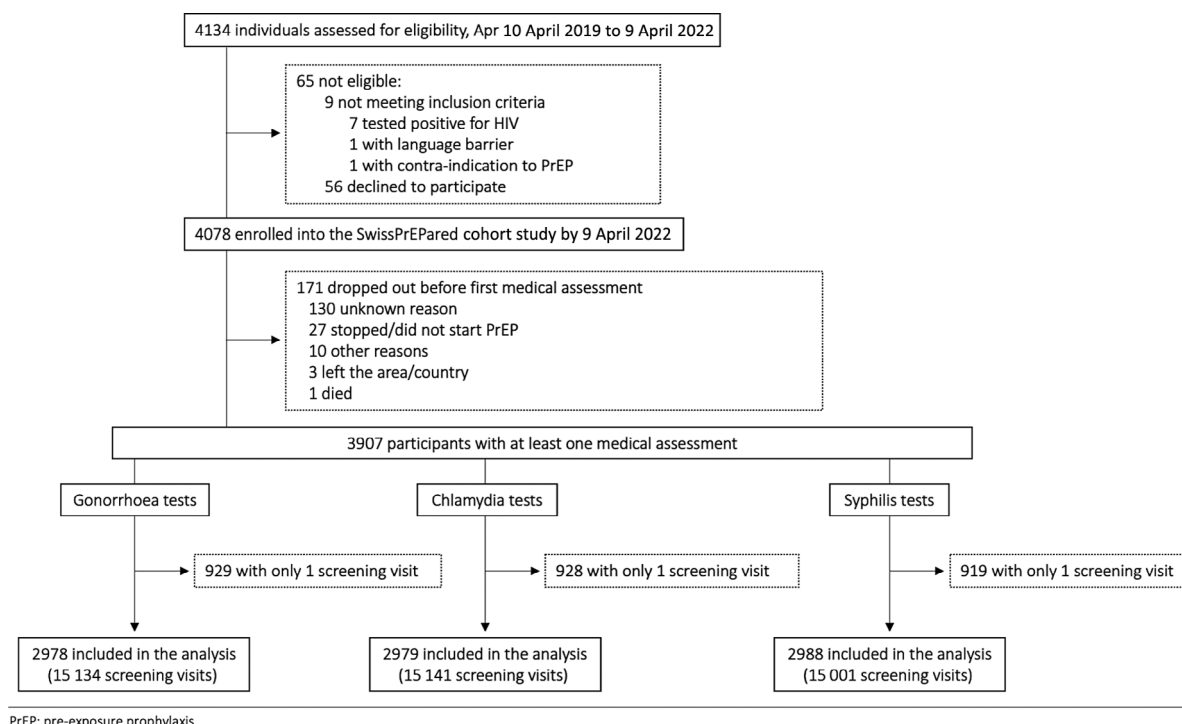 4134 individuals assessed for eligibility, Apr 10 April 2019 to 9 April 2022
65 not eligible:
9 not meeting inclusion criteria
7 tested positive for HIV
1 with language barrier
1 with contra-indication to PrEP
56 declined to participate
4078 enrolled into the SwissPrEPared cohort study by 9 April 2022
171 dropped out before first medical assessment
130 unknown reason
27 stopped/did not start PrEP
10 other reasons
3 left the area/country
1 died
3907 participants with at least one medical assessment
Gonorrhoea tests
Chlamydia tests
Syphilis tests
929 with only 1 screening visit
928 with only 1 screening visit
919 with only 1 screening visit
2978 included in the analysis
(15 134 screening visits)
2979 included in the analysis
(15 141 screening visits)
2988 included in the analysis
(15 001 screening visits)
PrEP: pre-exposure prophylaxis